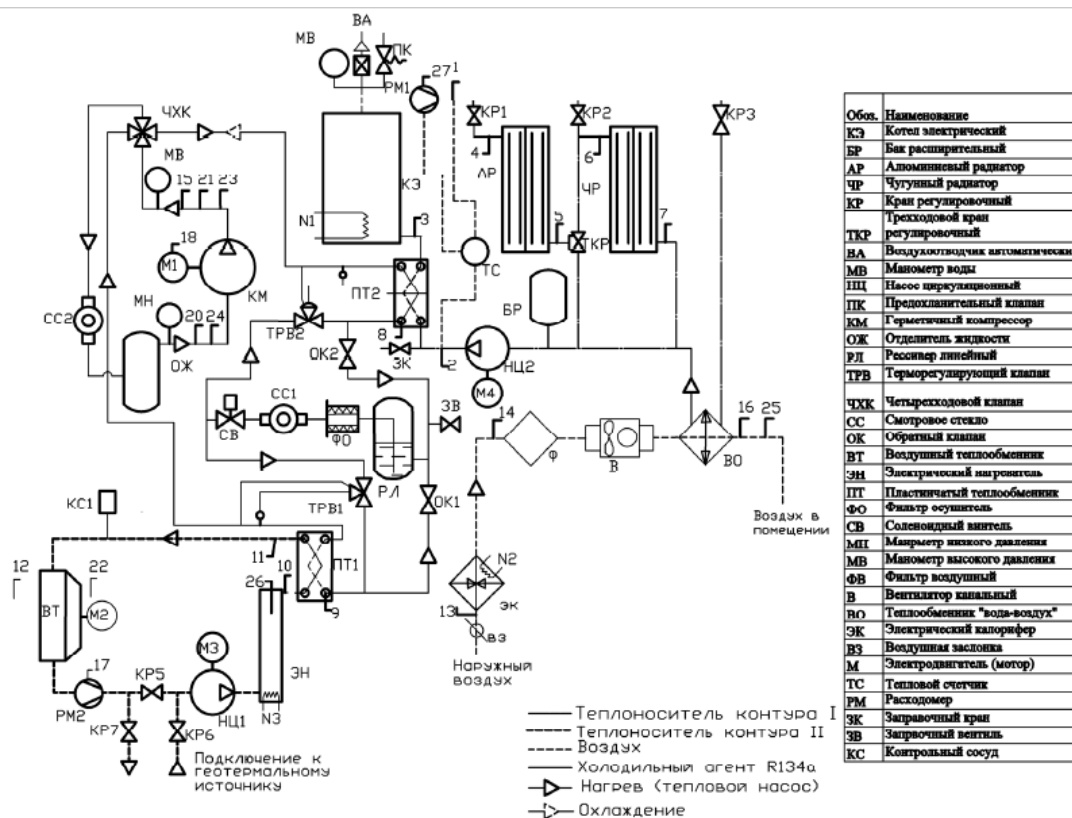 ВА
МВ
ПК
РМ1
27
1
ЧХК
КР1
КР2
КР3
4
АР
6
ЧР
МВ
15 21 23
КЭ
N1
3
5
7
ТКР
18
М1
КМ
ТС
ПТ2
БР
СС2
МН
20 24
ОЖ
ТРВ2
8
ЗК
2
НЦ2
М4
ОК2
СС1
СВ
ФО
РЛ
ЗВ
14
Ф
В
ВО
16 25
КС1
ТРВ1
ОК1
Воздух в
помещении
12
22
11
26
10
ПТ1
9
N2
ЭК
13
ВЗ
ВТ
М2
М3
ЭН
Наружный
воздух
17
КР5
РМ2
НЦ1
N3
КР7
КР6
Подключение к
геотермальному
источнику
Теплоноситель контура I
Теплоноситель контура II
Воздух
Холодильный агент R134a
Нагрев (тепловой насос)
Охлаждение
Обоз. Наименование
КЭ Котел электрический
БР Бак расширительный
АР Алюминиевый радиатор
ЧР Чугунный радиатор
КР Кран регулировочный
Трехходовой кран
ТКР регулировочный
ВА Воздухоотводчик автоматически
МВ Манометр воды
НЦ Насос циркуляционный
ПК Предохранительный клапан
КМ Герметичный компрессор
ОЖ Отделитель жидкости
РЛ Рессивер линейный
ТРВ Терморегулирующий клапан
ЧХК Четырехходовой клапан
СС Смотровое стекло
ОК Обратный клапан
ВТ Воздушный теплообменник
ЭН Электрический нагреватель
ПТ Пластинчатый теплообменник
ФО Фильтр осушитель
СВ Соленоидный винтель
МН Манрметр низкого давления
МВ Манометр высокого давления
ФВ Фильтр воздушный
В Вентилятор канальный
ВО Теплообменник "вода-воздух"
ЭК Электрический калорифер
ВЗ Воздушная заслонка
М Электродвигатель (мотор)
ТС Тепловой счетчик
РМ Расходомер
ЗК Заправочный кран
ЗВ Запрвочный вентиль
КС Контрольный сосуд